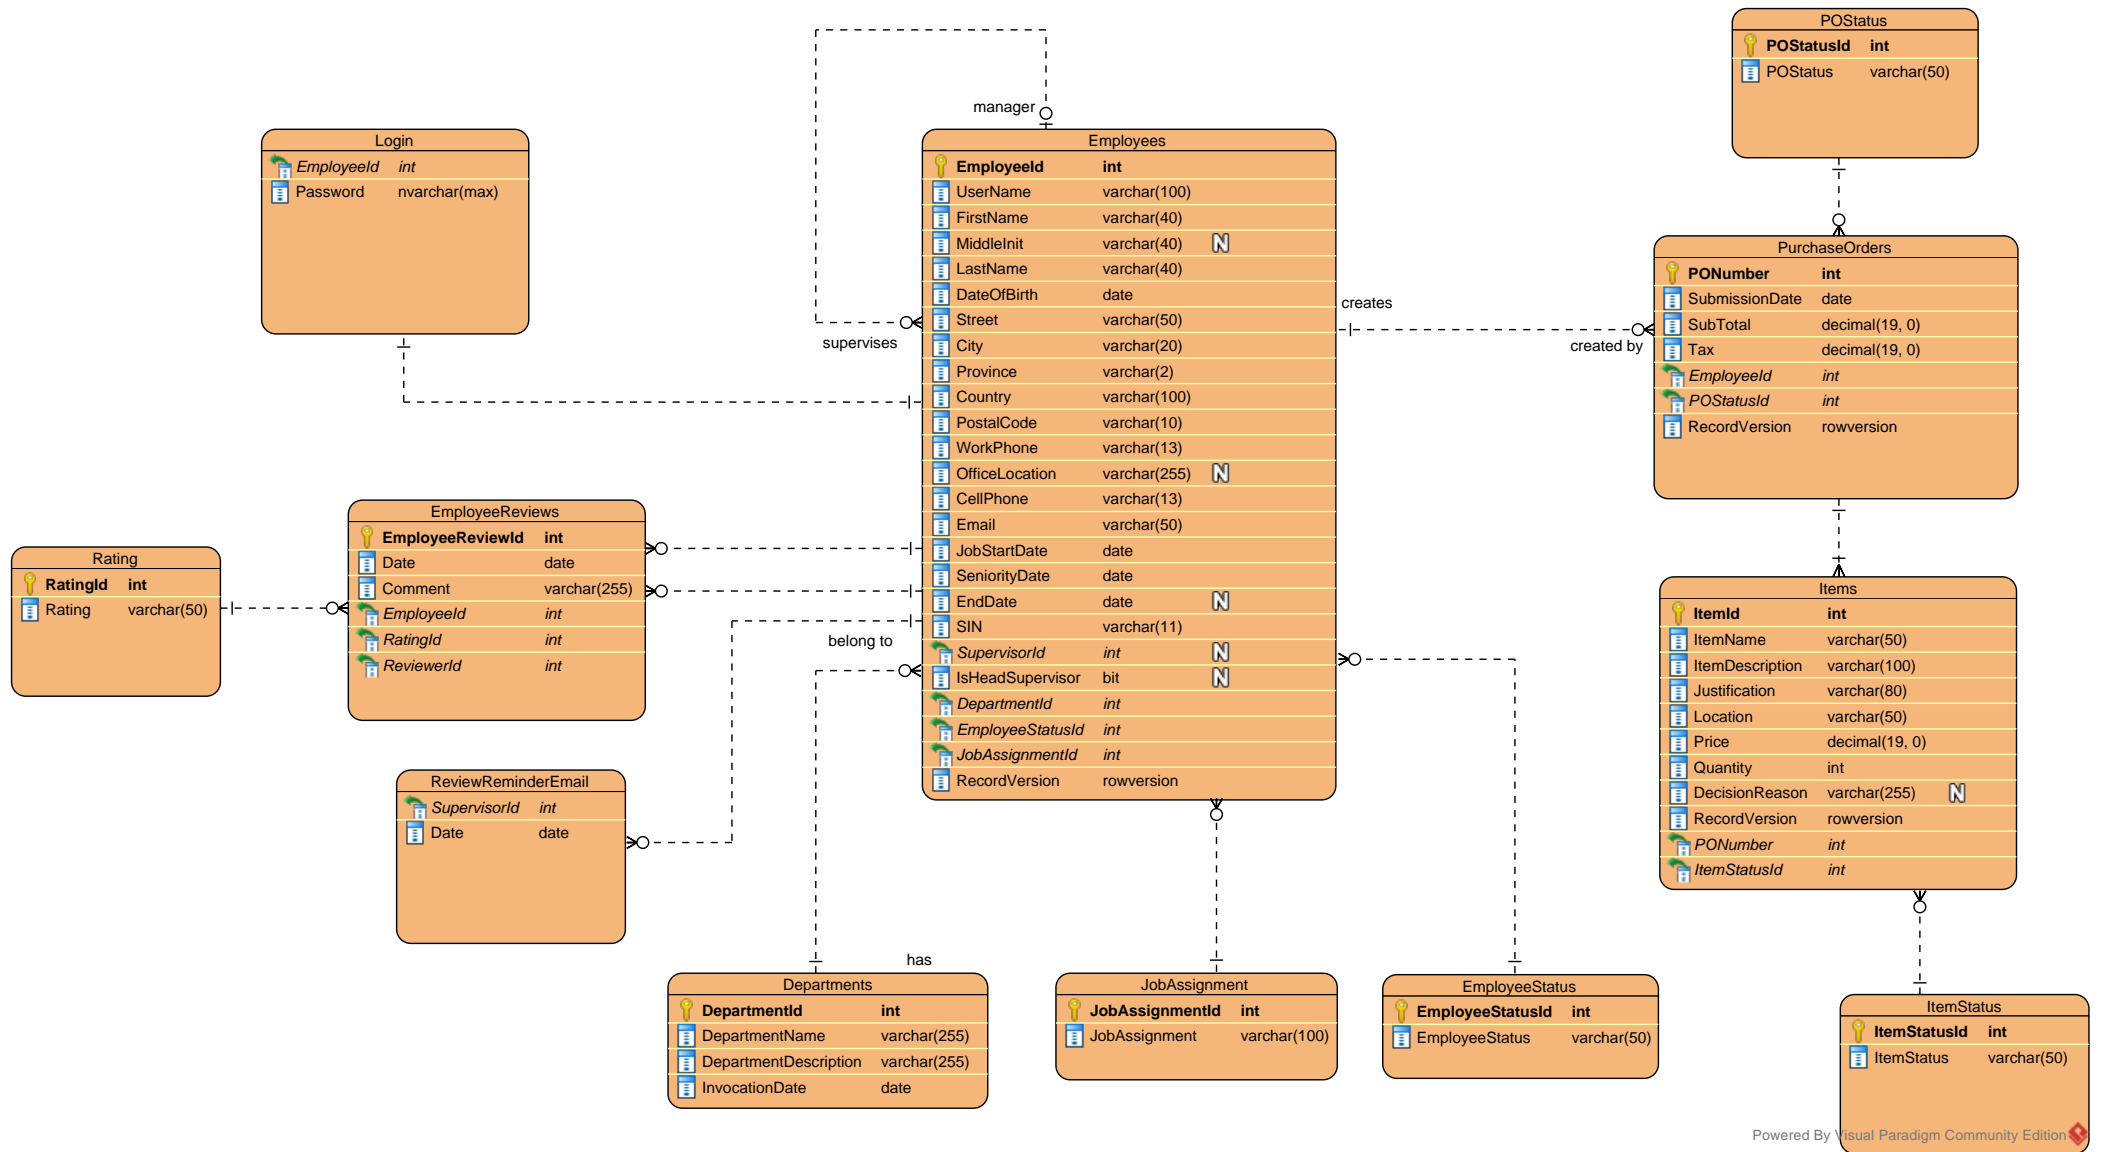 POStatus
POStatusId int
POStatus varchar(50)
manager
Login
EmployeeId int
Password nvarchar(max)
supervises
Employees
EmployeeId int
UserName varchar(100)
FirstName varchar(40)
MiddleInit varchar(40) N
LastName varchar(40)
DateOfBirth date
Street varchar(50)
City varchar(20)
Province varchar(2)
Country varchar(100)
PostalCode varchar(10)
WorkPhone varchar(13)
OfficeLocation varchar(255) N
CellPhone varchar(13)
Email varchar(50)
JobStartDate date
SeniorityDate date
EndDate date N
SIN varchar(11)
SupervisorId int N
IsHeadSupervisor bit N
DepartmentId int
EmployeeStatusId int
JobAssignmentId int
RecordVersion rowversion
creates
created by
PurchaseOrders
PONumber int
SubmissionDate date
SubTotal decimal(19, 0)
Tax decimal(19, 0)
EmployeeId int
POStatusId int
RecordVersion rowversion
Rating
RatingId int
Rating varchar(50)
EmployeeReviews
EmployeeReviewId int
Date date
Comment varchar(255)
EmployeeId int
RatingId int
ReviewerId int
belong to
Items
ItemId int
ItemName varchar(50)
ItemDescription varchar(100)
Justification varchar(80)
Location varchar(50)
Price decimal(19, 0)
Quantity int
DecisionReason varchar(255) N
RecordVersion rowversion
PONumber int
ItemStatusId int
ReviewReminderEmail
SupervisorId int
Date date
has
Departments
DepartmentId int
DepartmentName varchar(255)
DepartmentDescription varchar(255)
InvocationDate date
JobAssignment
JobAssignmentId int
JobAssignment varchar(100)
EmployeeStatus
EmployeeStatusId int
EmployeeStatus varchar(50)
ItemStatus
ItemStatusId int
ItemStatus varchar(50)
Powered By Visual Paradigm Community Edition